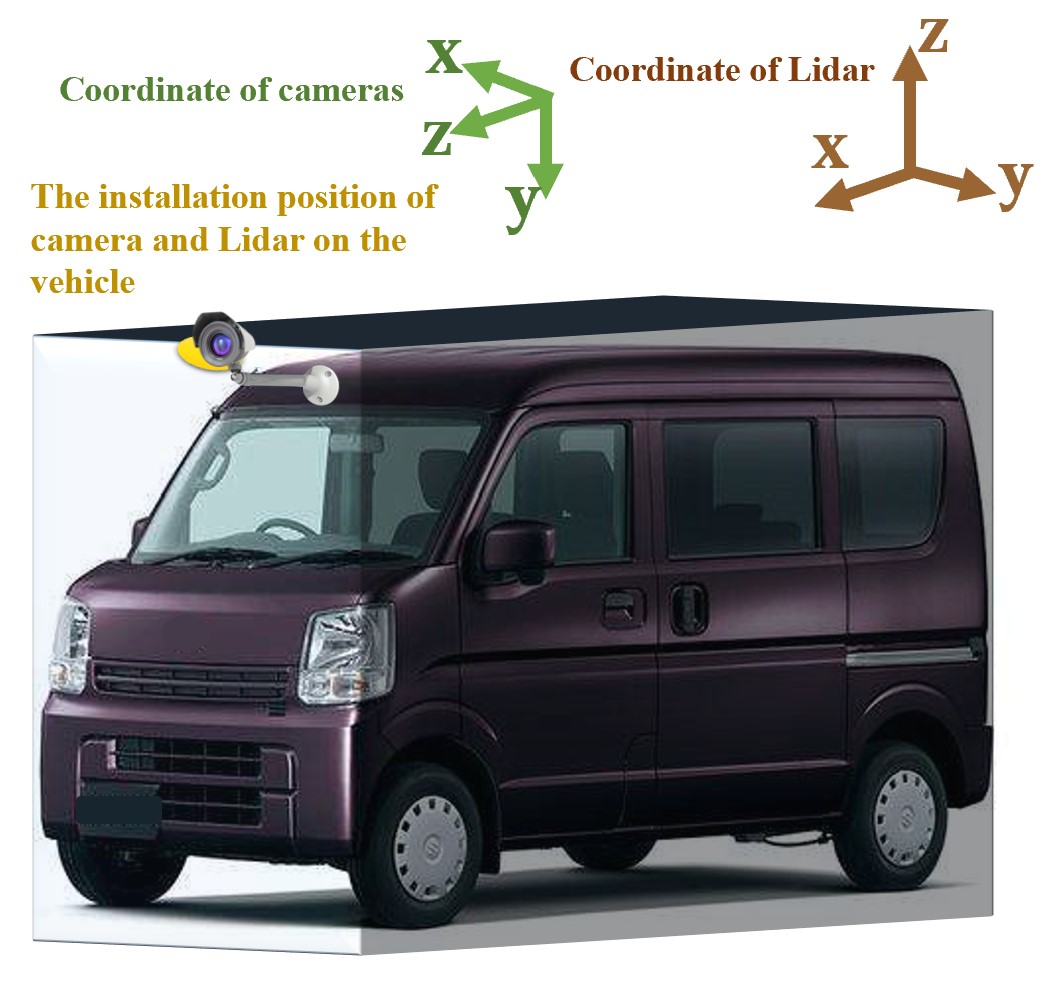 Coordinate of cameras
x
z
y
Coordinate of Lidar
z
x
y
The installation position of
camera and Lidar on the
vehicle